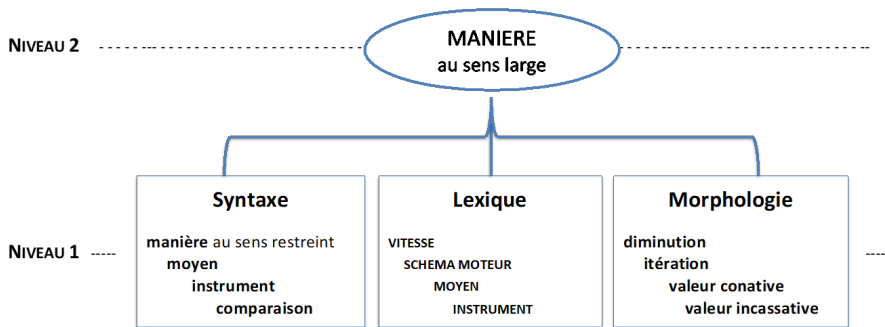 NIVEAU 2
MANIERE
au sens large
Syntaxe
manière au sens restreint
moyen
instrument
comparaison
Lexique
VITESSE
SCHEMA MOTEUR
MOYEN
INSTRUMENT
Morphologie
diminution
itération
valeur conative
valeur incassative
NIVEAU 1